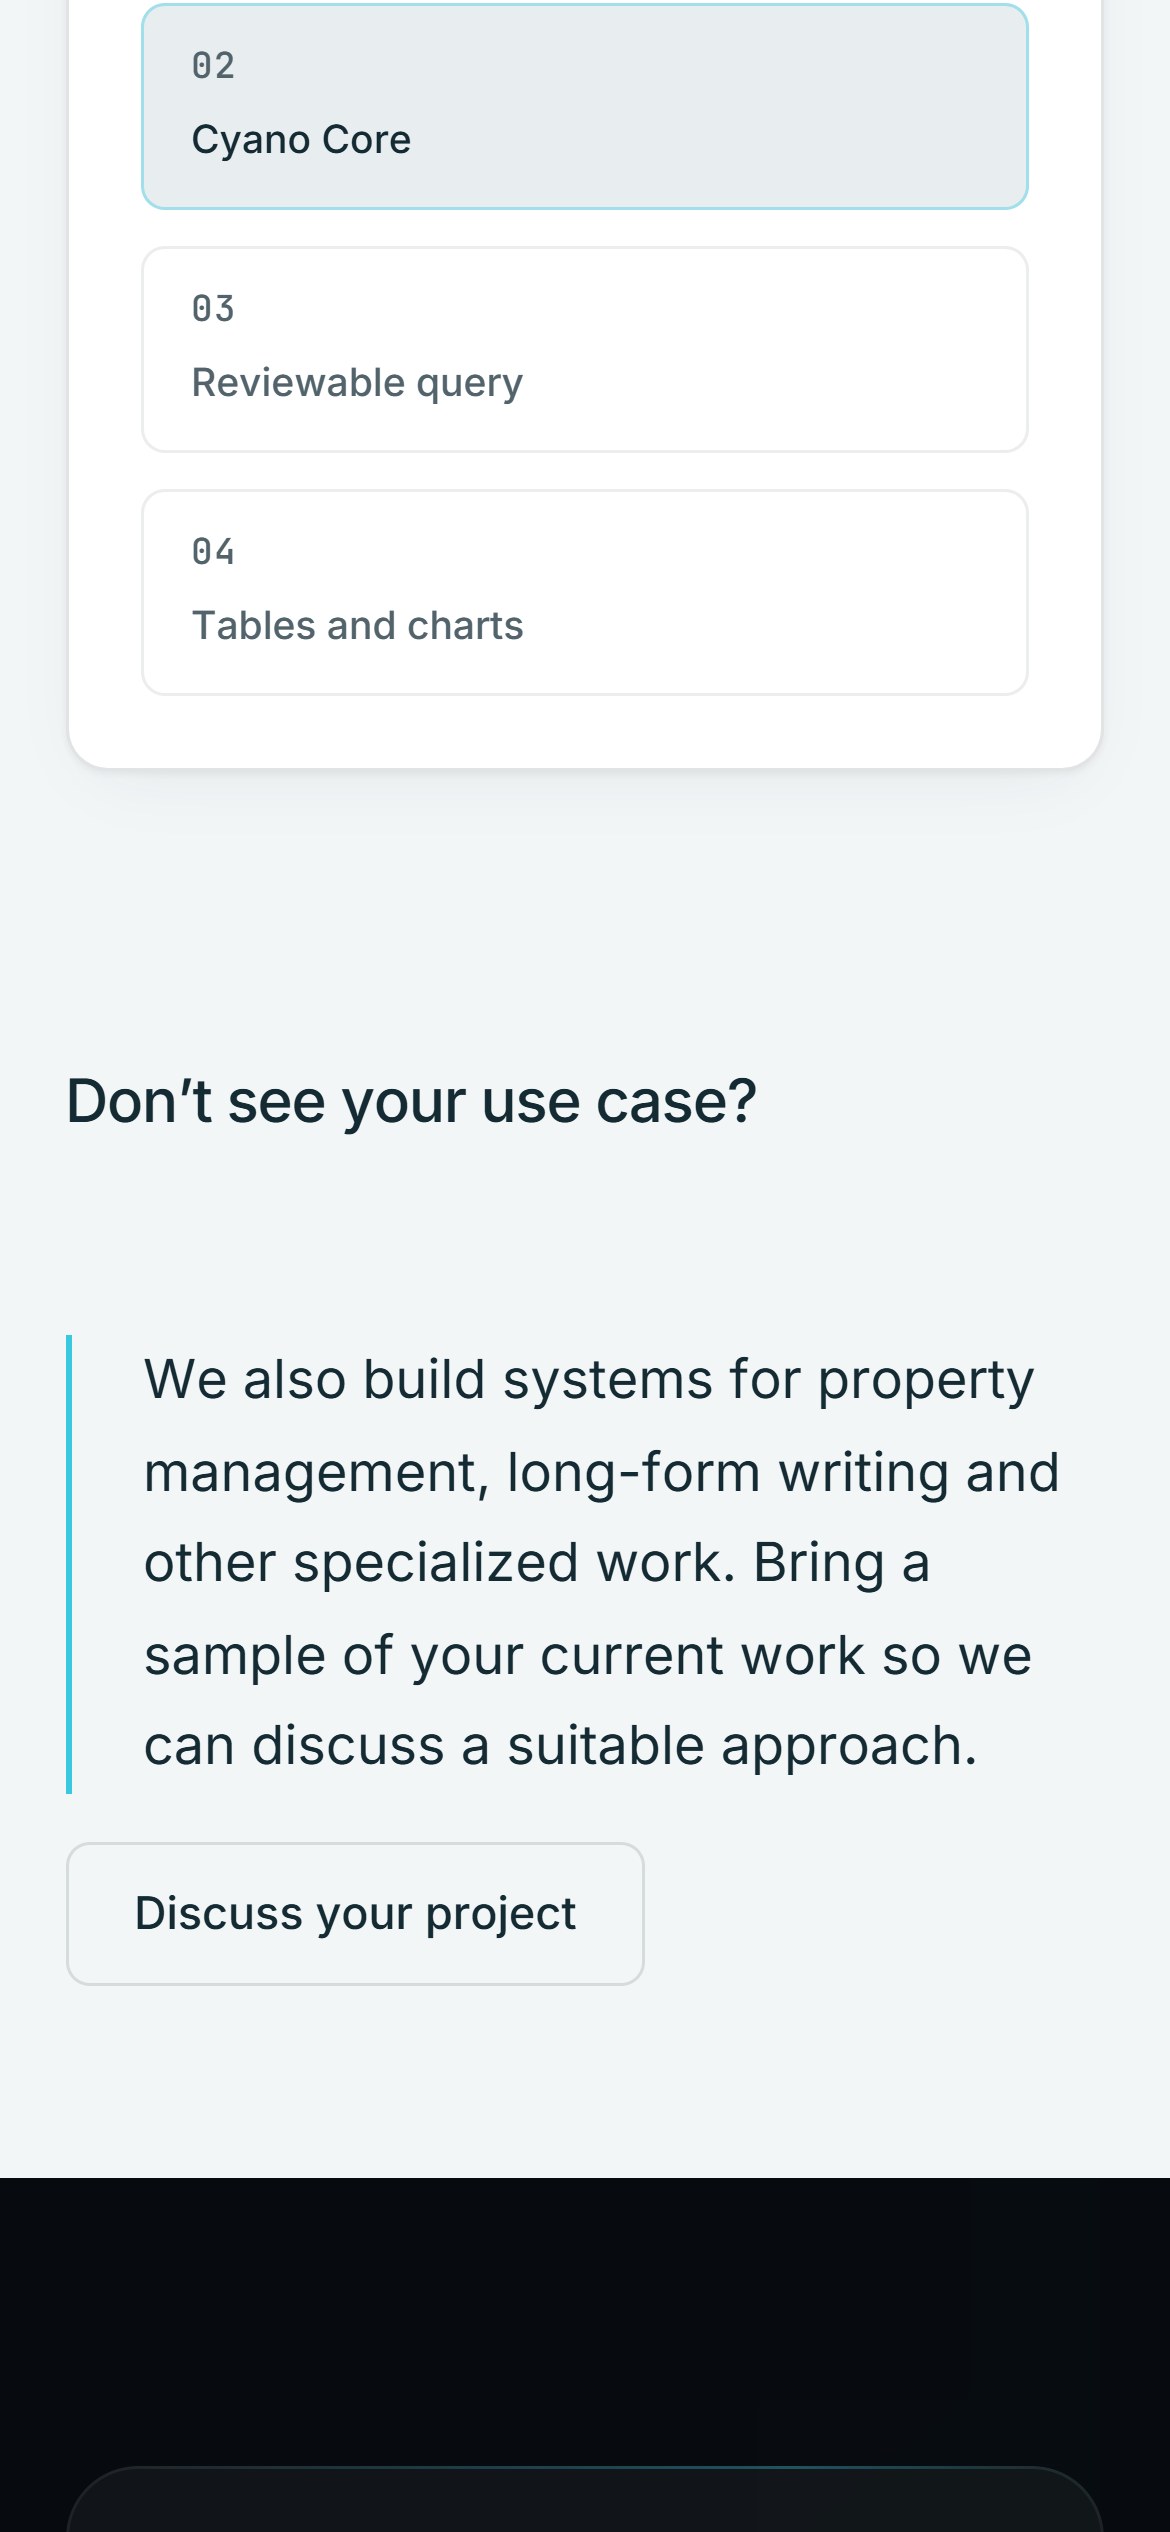 02
Cyano Core
03
Reviewable query
04
Tables and charts
Don’t see your use case?
We also build systems for property
management, long-form writing and
other specialized work. Bring a
sample of your current work so we
can discuss a suitable approach.
Discuss your project